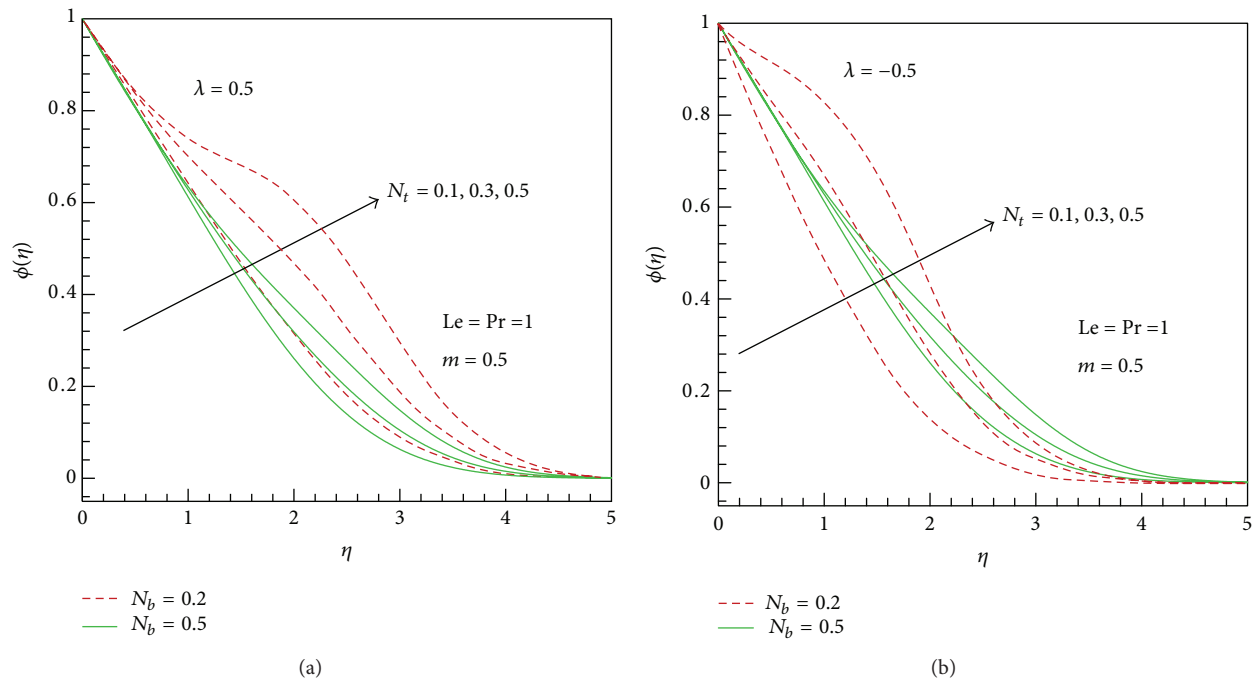 1
0.8
0.6
0.4
0.2
0
ϕ(η)
λ = 0.5
N_t = 0.1, 0.3, 0.5
Le = Pr =1
m = 0.5
0 1 2 3 4 5
η
N_b = 0.2
N_b = 0.5
(a)
1
0.8
0.6
0.4
0.2
0
ϕ(η)
λ = −0.5
N_t = 0.1, 0.3, 0.5
Le = Pr =1
m = 0.5
0 1 2 3 4 5
η
N_b = 0.2
N_b = 0.5
(b)